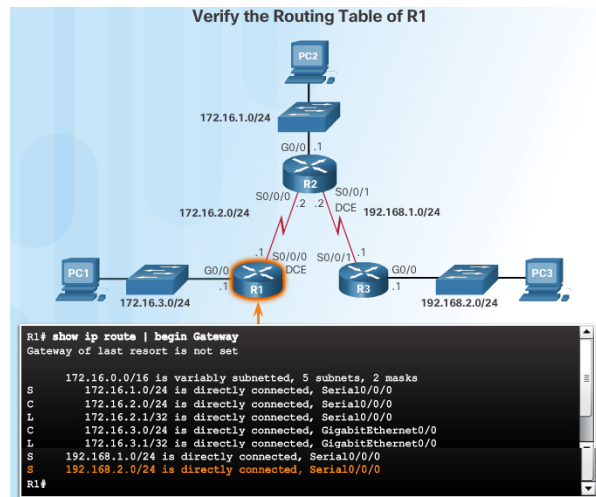 Verify the Routing Table of R1
PC2
172.16.1.0/24
G0/0 .1
R2
S0/0/0 .2 .2 S0/0/1
DCE
172.16.2.0/24
192.168.1.0/24
.1 S0/0/0
DCE
S0/0/1 .1
PC1
G0/0
.1
R1
R3
G0/0
.1
PC3
172.16.3.0/24
192.168.2.0/24
R1# show ip route | begin Gateway
Gateway of last resort is not set
172.16.0.0/16 is variably subnetted, 5 subnets, 2 masks
S 172.16.1.0/24 is directly connected, Serial0/0/0
C 172.16.2.0/24 is directly connected, Serial0/0/0
L 172.16.2.1/32 is directly connected, Serial0/0/0
C 172.16.3.0/24 is directly connected, GigabitEthernet0/0
L 172.16.3.1/32 is directly connected, GigabitEthernet0/0
S 192.168.1.0/24 is directly connected, Serial0/0/0
S 192.168.2.0/24 is directly connected, Serial0/0/0
R1#